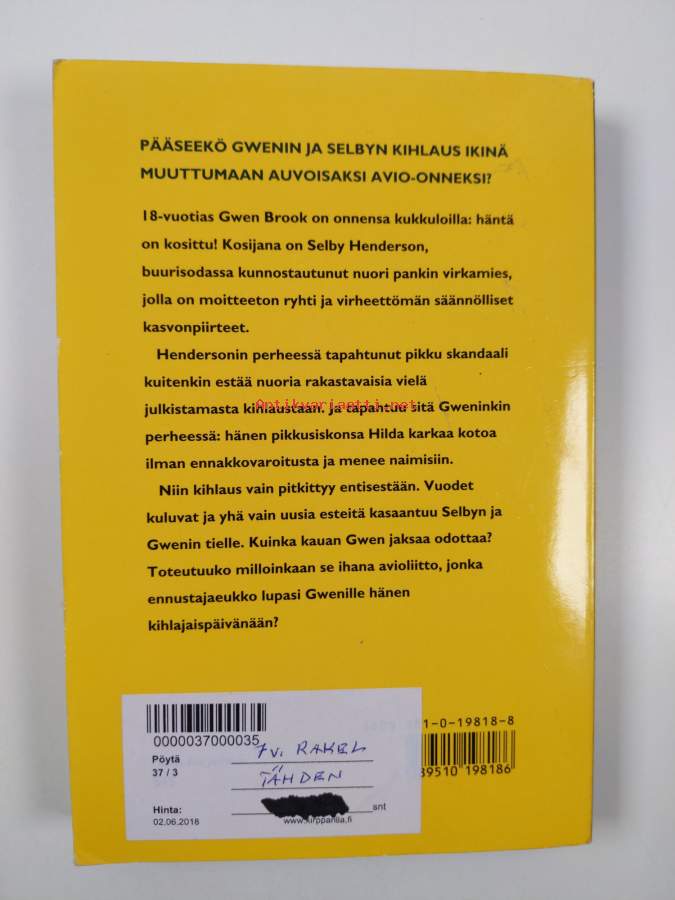 PÄÄSEEKÖ GWENIN JA SELBYN KIHLAUS IKINÄ
MUUTTUMAAN AUVOISAKSI AVIO-ONNEKSI?
18-vuotias Gwen Brook on onnensa kukkuloilla: häntä
on kosittu! Kosijana on Selby Henderson,
buurisodassa kunnostautunut nuori pankin virkamies,
jolla on moitteeton ryhti ja virheettömän säännölliset
kasvonpiirteet.
Hendersonin perheessä tapahtunut pikku skandaali
kuitenkin estää nuoria rakastavaisia vielä
julkistamasta kihlaustaan. Ja tapahtuu sitä Gweninkin
Antikvariaatti.net
perheessä: hänen pikkusiskonsa Hilda karkaa kotoa
ilman ennakkovaroitusta ja menee naimisiin.
Niin kihlaus vain pitkittyy entisestään. Vuodet
kuluvat ja yhä vain uusia esteitä kasaantuu Selbyn ja
Gwenin tielle. Kuinka kauan Gwen jaksaa odottaa?
Toteutuuko milloinkaan se ihana avioliitto, jonka
ennustajaeukko lupasi Gwenille hänen
kihlajaispäivänään?
0000037000035
Pöytä
37 / 3
7 v. RAKEL
TÄHDEN
Hinta:
snt
02.06.2018
www.kirppari11a.fi
1-0-19818-8
89510 198186